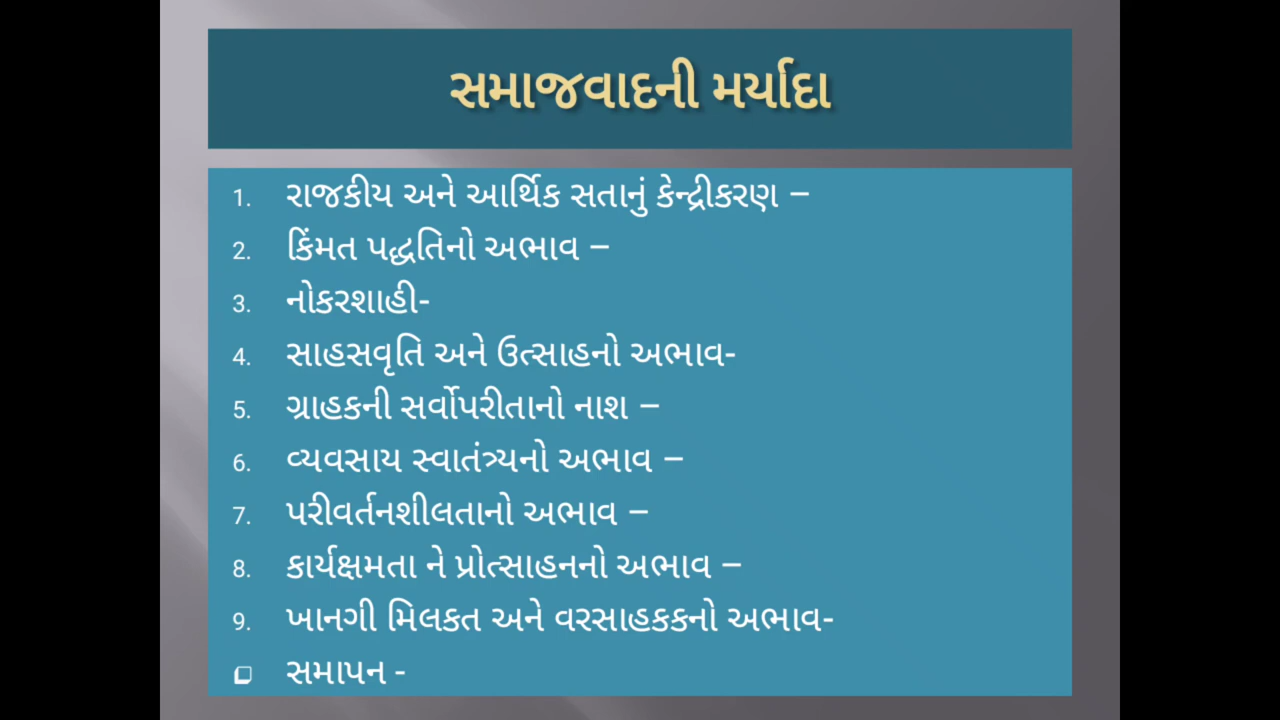 સમાજવાદની મર્યાદા
1. રાજકીય અને આર્થિક સતાનું કેન્દ્રીકરણ –
2. કિંમત પદ્ધતિનો અભાવ –
3. નોકરશાહી-
4. સાહસવૃતિ અને ઉત્સાહનો અભાવ-
5. ગ્રાહકની સર્વોપરીતાનો નાશ –
6. વ્યવસાય સ્વાતંત્ર્યનો અભાવ –
7. પરીવર્તનશીલતાનો અભાવ –
8. કાર્યક્ષમતા ને પ્રોત્સાહનનો અભાવ –
9. ખાનગી મિલકત અને વરસાહકકનો અભાવ-
❑ સમાપન -